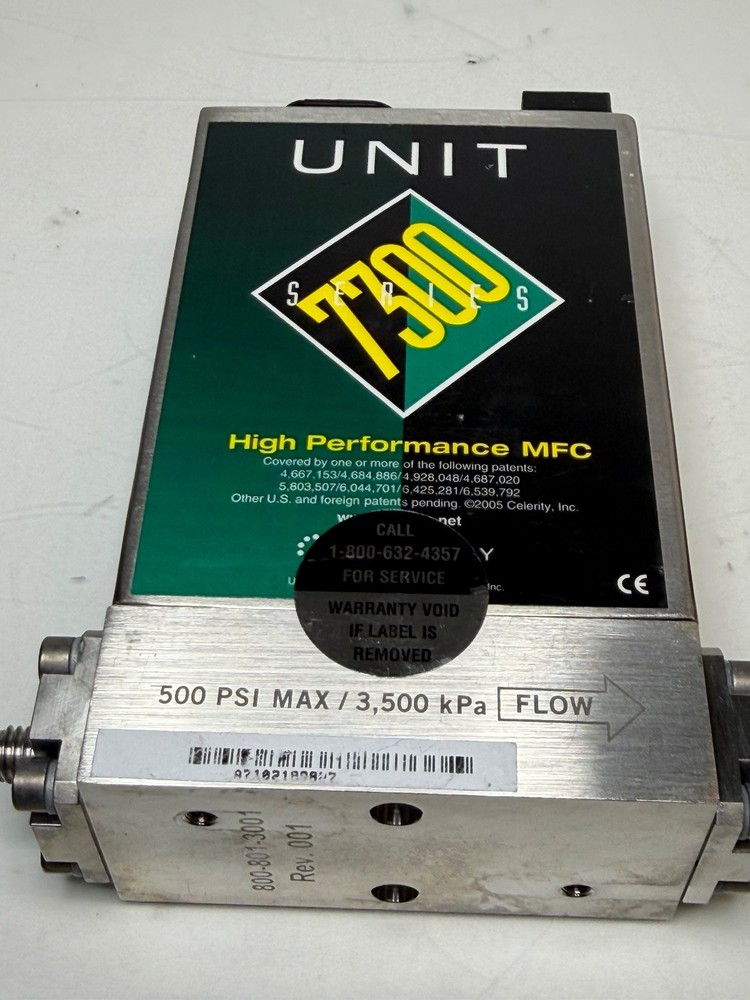 UNIT
7300
SERIES
High Performance MFC
Covered by one or more of the following patents:
4,667,153/4,684,886/4,928,048/4,687,020
5,803,507/6,044,701/6,425,281/6,539,792
Other U.S. and foreign patents pending. ©2005 Celerity, Inc.
CALL
1-800-632-4357
FOR SERVICE
WARRANTY VOID
IF LABEL IS
REMOVED
CE
500 PSI MAX / 3,500 kPa FLOW
800-801-3001
Rev. 001